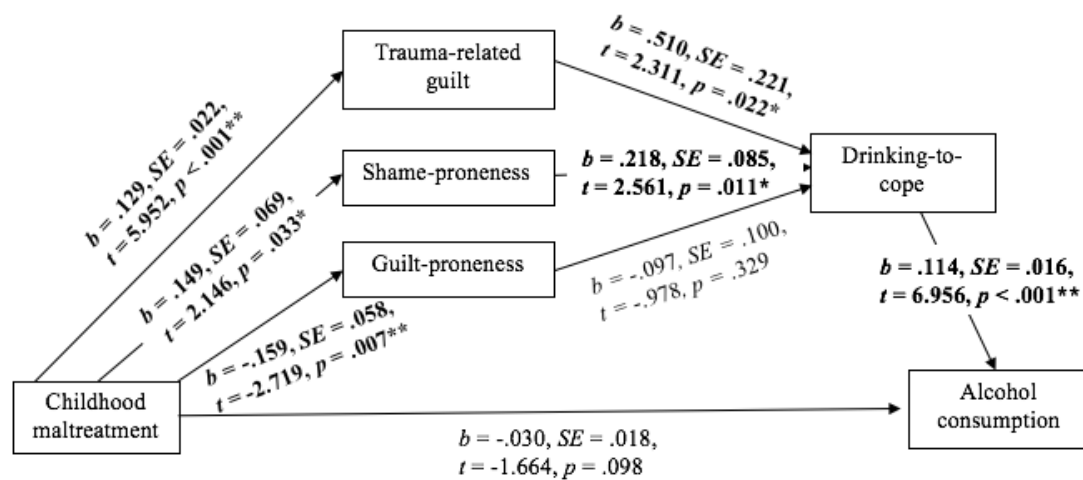 Trauma-related
guilt
b = .510, SE = .221,
t = 2.311, p = .022*
b = .129, SE = .022,
t = 5.952, p < .001**
Shame-proneness
b = .218, SE = .085,
t = 2.561, p = .011*
Drinking-to-
cope
b = .149, SE = .069,
t = 2.146, p = .033*
Guilt-proneness
b = -.097, SE = .100,
t = -.978, p = .329
b = .114, SE = .016,
t = 6.956, p < .001**
b = -.159, SE = .058,
t = -2.719, p = .007**
Childhood
maltreatment
Alcohol
consumption
b = -.030, SE = .018,
t = -1.664, p = .098